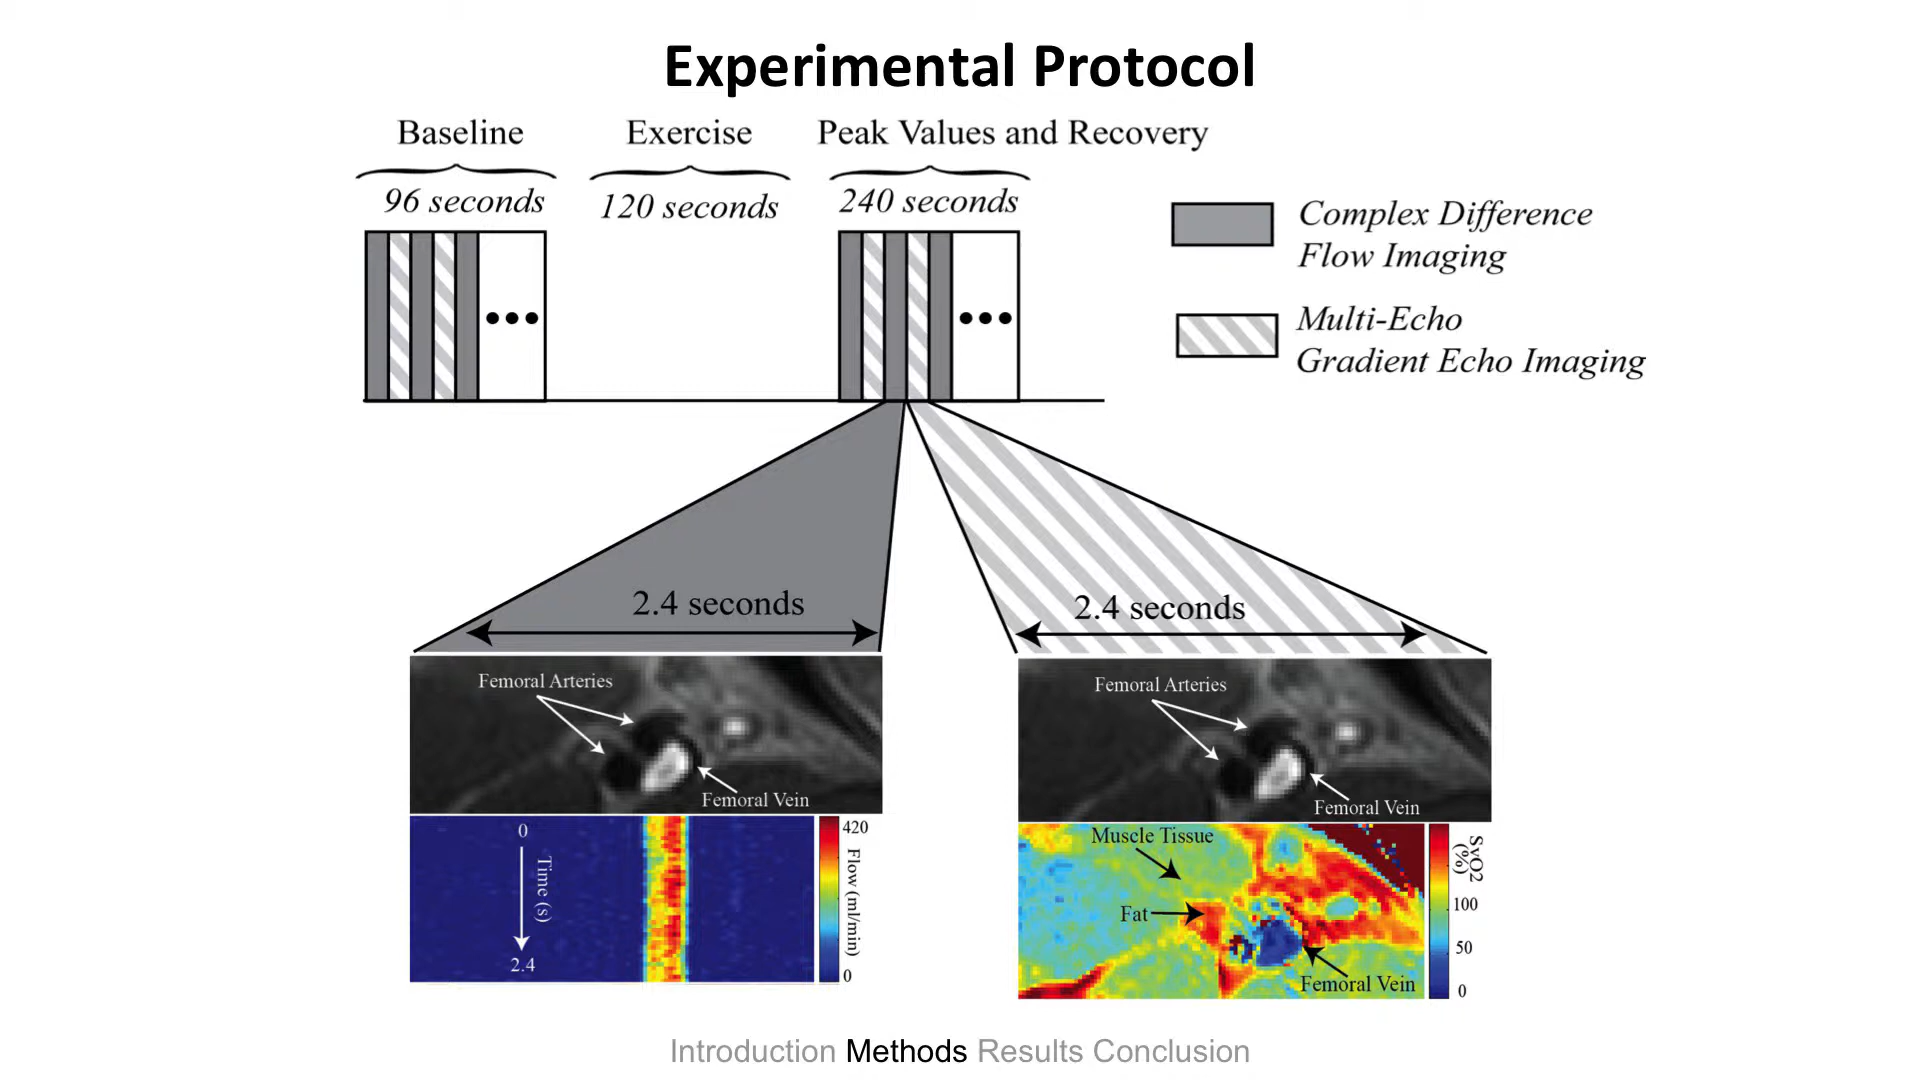 Experimental Protocol
Baseline
Exercise
Peak Values and Recovery
96 seconds
120 seconds
240 seconds
Complex Difference
Flow Imaging
Multi-Echo
Gradient Echo Imaging
2.4 seconds
2.4 seconds
Femoral Arteries
Femoral Vein
Femoral Arteries
Femoral Vein
0
Time (s)
2.4
420
Flow (ml/min)
0
Muscle Tissue
Fat
Femoral Vein
SvO2
(%)
100
50
0
Introduction Methods Results Conclusion